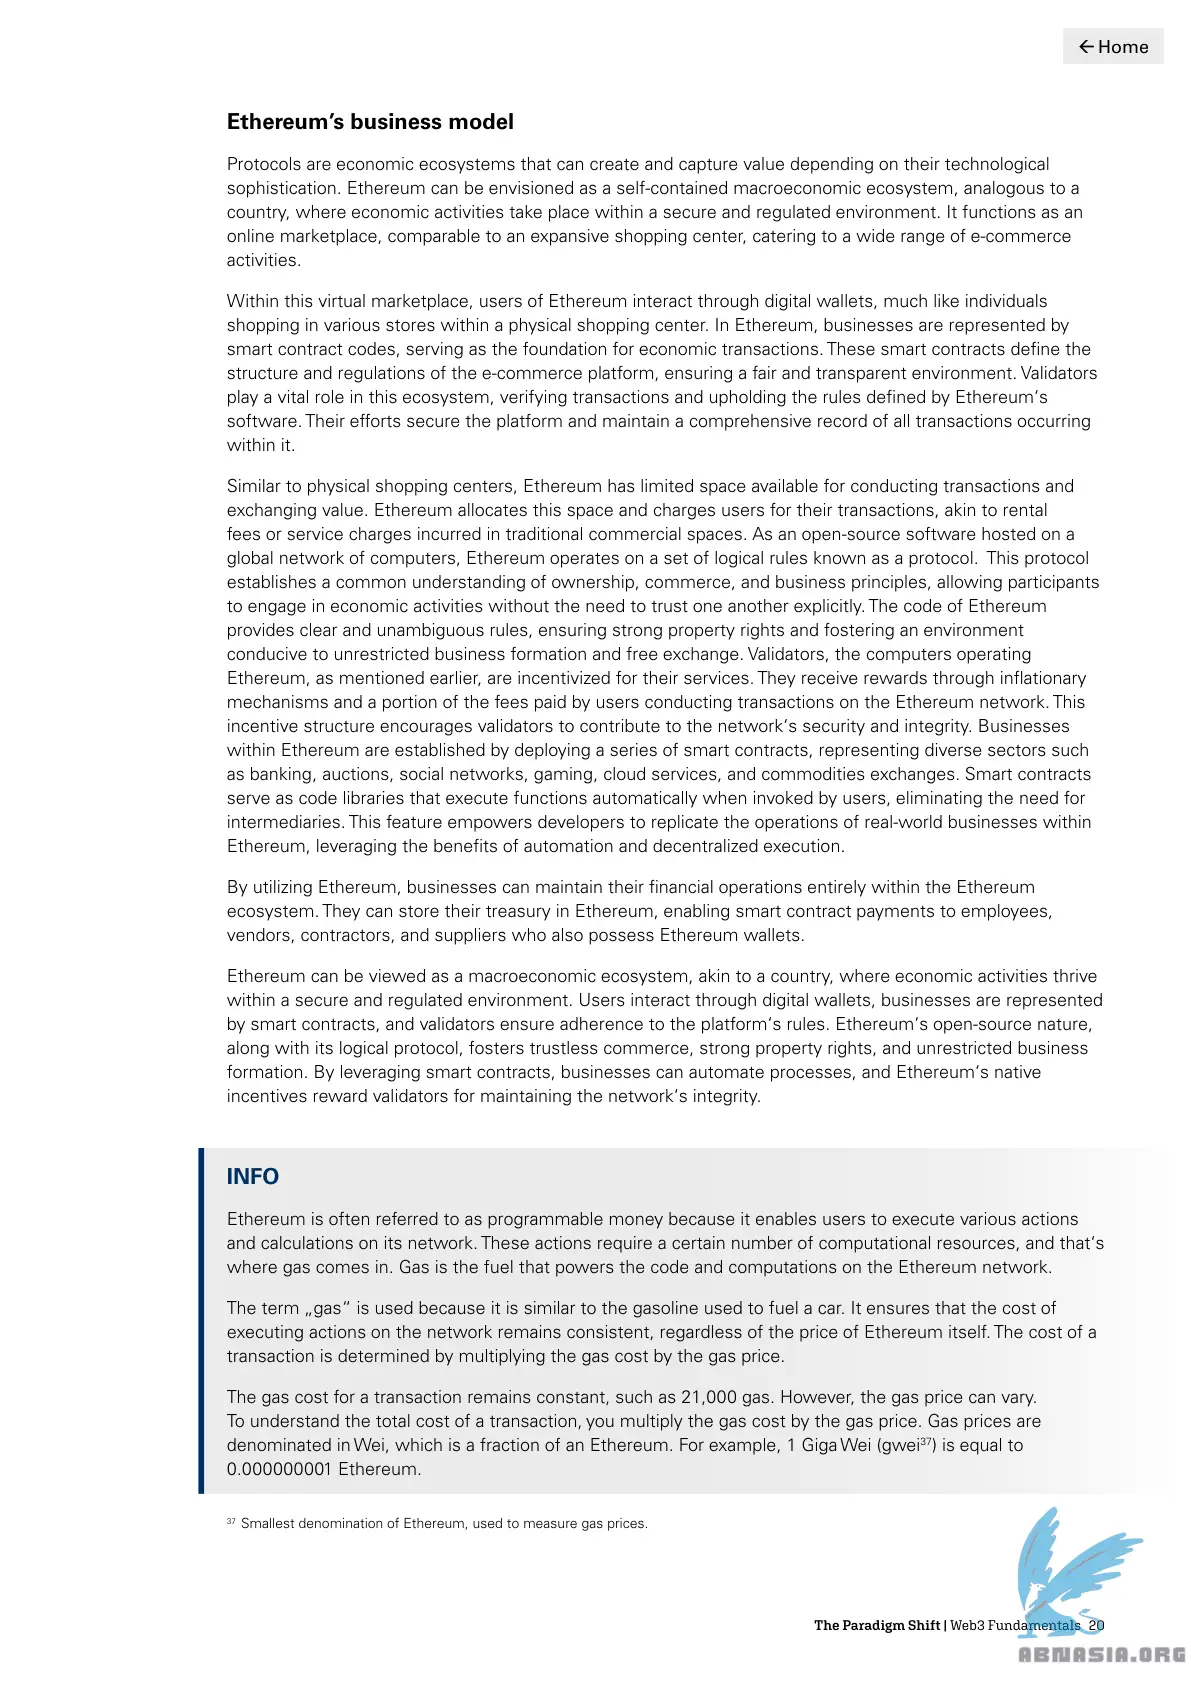 ← Home
Ethereum’s business model
Protocols are economic ecosystems that can create and capture value depending on their technological
sophistication. Ethereum can be envisioned as a self-contained macroeconomic ecosystem, analogous to a
country, where economic activities take place within a secure and regulated environment. It functions as an
online marketplace, comparable to an expansive shopping center, catering to a wide range of e-commerce
activities.
Within this virtual marketplace, users of Ethereum interact through digital wallets, much like individuals
shopping in various stores within a physical shopping center. In Ethereum, businesses are represented by
smart contract codes, serving as the foundation for economic transactions. These smart contracts define the
structure and regulations of the e-commerce platform, ensuring a fair and transparent environment. Validators
play a vital role in this ecosystem, verifying transactions and upholding the rules defined by Ethereum‘s
software. Their efforts secure the platform and maintain a comprehensive record of all transactions occurring
within it.
Similar to physical shopping centers, Ethereum has limited space available for conducting transactions and
exchanging value. Ethereum allocates this space and charges users for their transactions, akin to rental
fees or service charges incurred in traditional commercial spaces. As an open-source software hosted on a
global network of computers, Ethereum operates on a set of logical rules known as a protocol.  This protocol
establishes a common understanding of ownership, commerce, and business principles, allowing participants
to engage in economic activities without the need to trust one another explicitly. The code of Ethereum
provides clear and unambiguous rules, ensuring strong property rights and fostering an environment
conducive to unrestricted business formation and free exchange. Validators, the computers operating
Ethereum, as mentioned earlier, are incentivized for their services. They receive rewards through inflationary
mechanisms and a portion of the fees paid by users conducting transactions on the Ethereum network. This
incentive structure encourages validators to contribute to the network‘s security and integrity. Businesses
within Ethereum are established by deploying a series of smart contracts, representing diverse sectors such
as banking, auctions, social networks, gaming, cloud services, and commodities exchanges. Smart contracts
serve as code libraries that execute functions automatically when invoked by users, eliminating the need for
intermediaries. This feature empowers developers to replicate the operations of real-world businesses within
Ethereum, leveraging the benefits of automation and decentralized execution.
By utilizing Ethereum, businesses can maintain their financial operations entirely within the Ethereum
ecosystem. They can store their treasury in Ethereum, enabling smart contract payments to employees,
vendors, contractors, and suppliers who also possess Ethereum wallets.
Ethereum can be viewed as a macroeconomic ecosystem, akin to a country, where economic activities thrive
within a secure and regulated environment. Users interact through digital wallets, businesses are represented
by smart contracts, and validators ensure adherence to the platform‘s rules. Ethereum‘s open-source nature,
along with its logical protocol, fosters trustless commerce, strong property rights, and unrestricted business
formation. By leveraging smart contracts, businesses can automate processes, and Ethereum‘s native
incentives reward validators for maintaining the network‘s integrity.
INFO
Ethereum is often referred to as programmable money because it enables users to execute various actions
and calculations on its network. These actions require a certain number of computational resources, and that‘s
where gas comes in. Gas is the fuel that powers the code and computations on the Ethereum network.
The term „gas“ is used because it is similar to the gasoline used to fuel a car. It ensures that the cost of
executing actions on the network remains consistent, regardless of the price of Ethereum itself. The cost of a
transaction is determined by multiplying the gas cost by the gas price.
The gas cost for a transaction remains constant, such as 21,000 gas. However, the gas price can vary.
To understand the total cost of a transaction, you multiply the gas cost by the gas price. Gas prices are
denominated in Wei, which is a fraction of an Ethereum. For example, 1 Giga Wei (gwei³⁷) is equal to
0.000000001 Ethereum.
³⁷ Smallest denomination of Ethereum, used to measure gas prices.
The Paradigm Shift | Web3 Fundamentals 20
ABNASIA.ORG